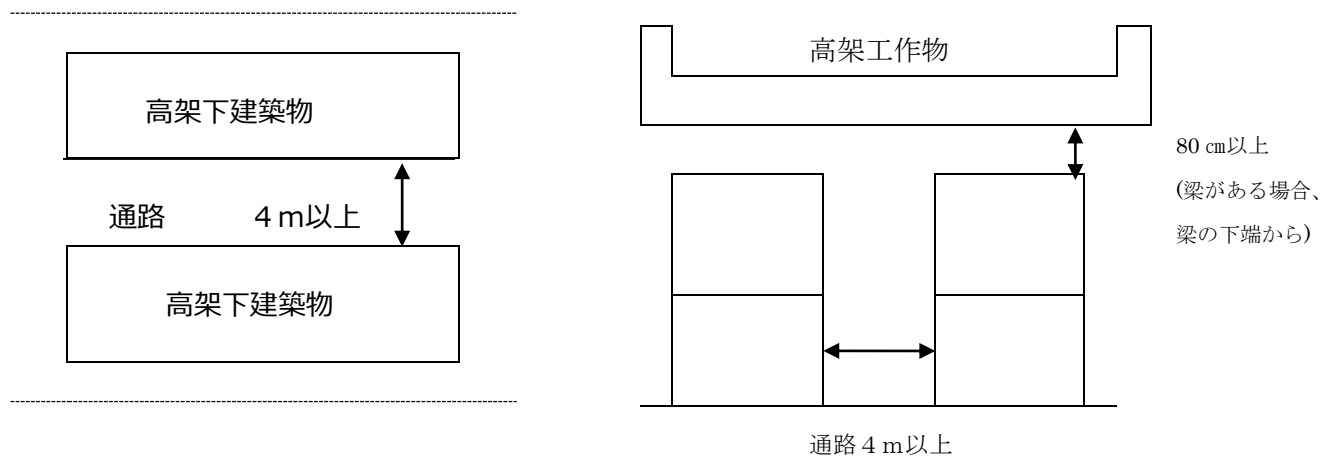 高架下建築物
通路 ４ｍ以上
高架下建築物
高架工作物
80 ㎝以上
(梁がある場合、
梁の下端から)
通路４ｍ以上